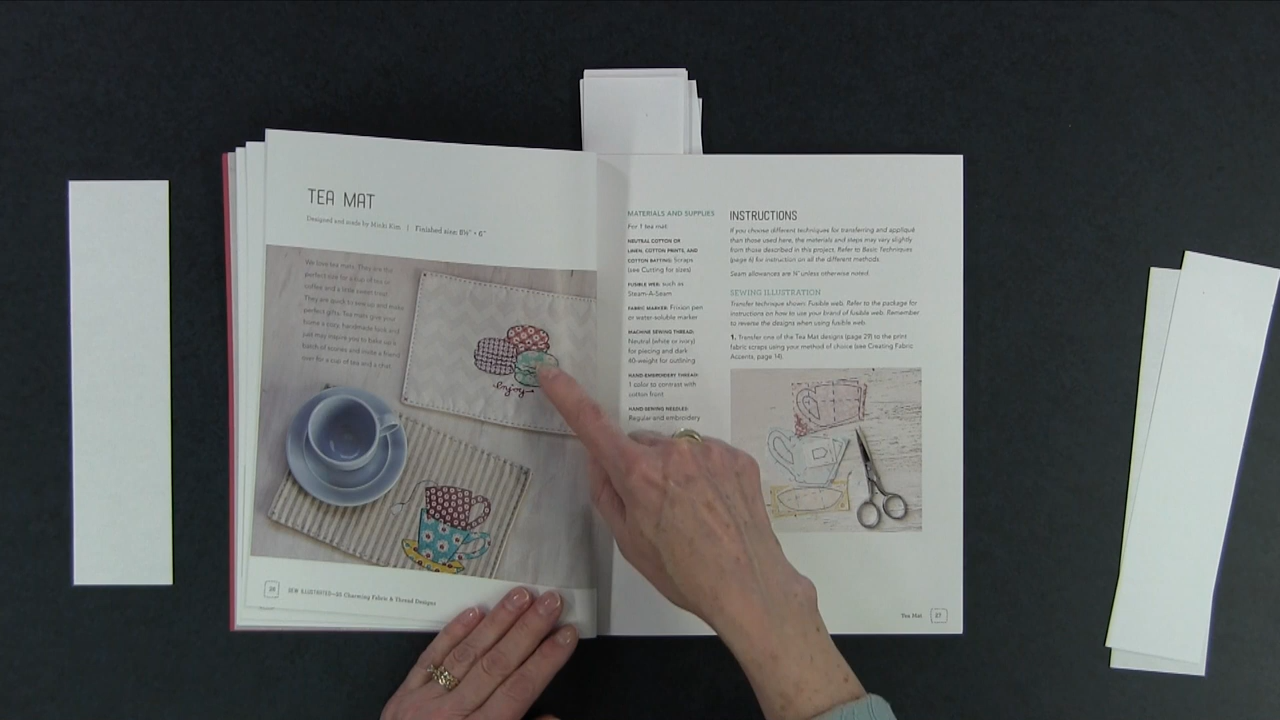 TEA MAT
Designed and made by Minki Kim | Finished size: 8½" × 6"
We love tea mats. They are the
perfect size for a cup of tea or
coffee and a little sweet treat.
They are quick to sew up and make
perfect gifts. Tea mats give your
home a cozy, handmade look and
just may inspire you to bake up a
batch of scones and invite a friend
over for a cup of tea and a chat.
enjoy
26 SEW ILLUSTRATED—35 Charming Fabric & Thread Designs
MATERIALS AND SUPPLIES
For 1 tea mat:
NEUTRAL COTTON OR
LINEN, COTTON PRINTS, AND
COTTON BATTING: Scraps
(see Cutting for sizes)
FUSIBLE WEB: such as
Steam-A-Seam
FABRIC MARKER: Frixion pen
or water-soluble marker
MACHINE SEWING THREAD:
Neutral (white or ivory)
for piecing and dark
40-weight for outlining
HAND-EMBROIDERY THREAD:
1 color to contrast with
cotton front
HAND-SEWING NEEDLES:
Regular and embroidery
INSTRUCTIONS
If you choose different techniques for transferring and appliqué
than those used here, the materials and steps may vary slightly
from those described in this project. Refer to Basic Techniques
(page 6) for instruction on all the different methods.
Seam allowances are ¼" unless otherwise noted.
SEWING ILLUSTRATION
Transfer technique shown: Fusible web. Refer to the package for
instructions on how to use your brand of fusible web. Remember
to reverse the designs when using fusible web.
1. Transfer one of the Tea Mat designs (page 29) to the print
fabric scraps using your method of choice (see Creating Fabric
Accents, page 14).
Tea Mat 27